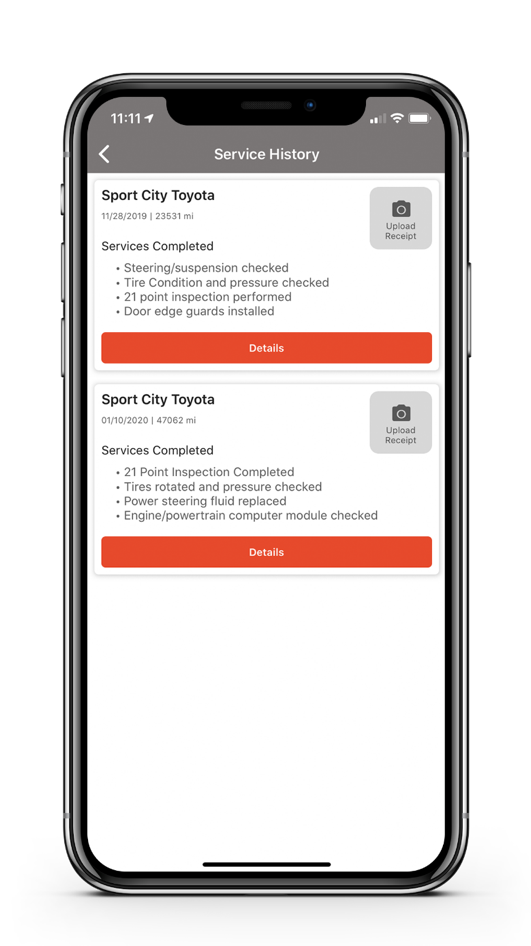 11:11
Service History
Sport City Toyota
11/28/2019 | 23531 mi
Upload
Receipt
Services Completed
• Steering/suspension checked
• Tire Condition and pressure checked
• 21 point inspection performed
• Door edge guards installed
Details
Sport City Toyota
01/10/2020 | 47062 mi
Upload
Receipt
Services Completed
• 21 Point Inspection Completed
• Tires rotated and pressure checked
• Power steering fluid replaced
• Engine/powertrain computer module checked
Details